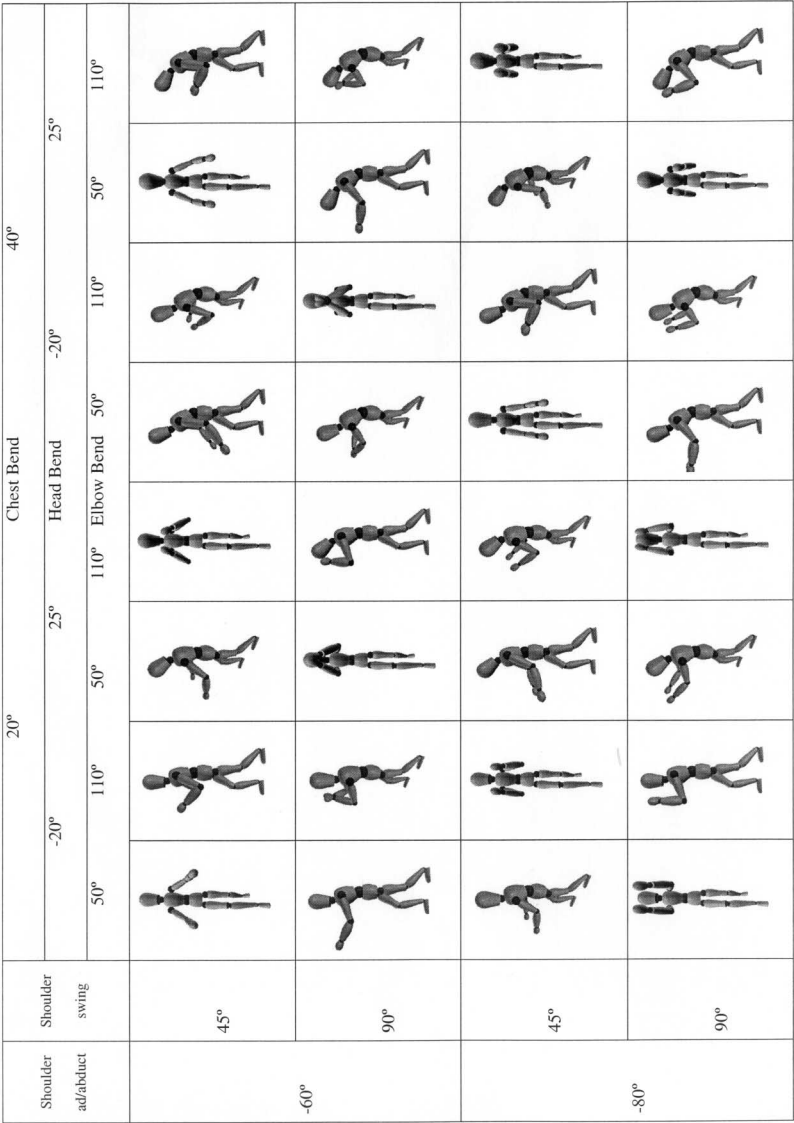 20º Chest Bend 40º
Shoulder Shoulder
-20º 25º Head Bend -20º 25º
ad/abduct swing
50º 110º 50º 110º Elbow Bend 50º 110º 50º 110º
45º
-60º
90º
45º
-80º
90º